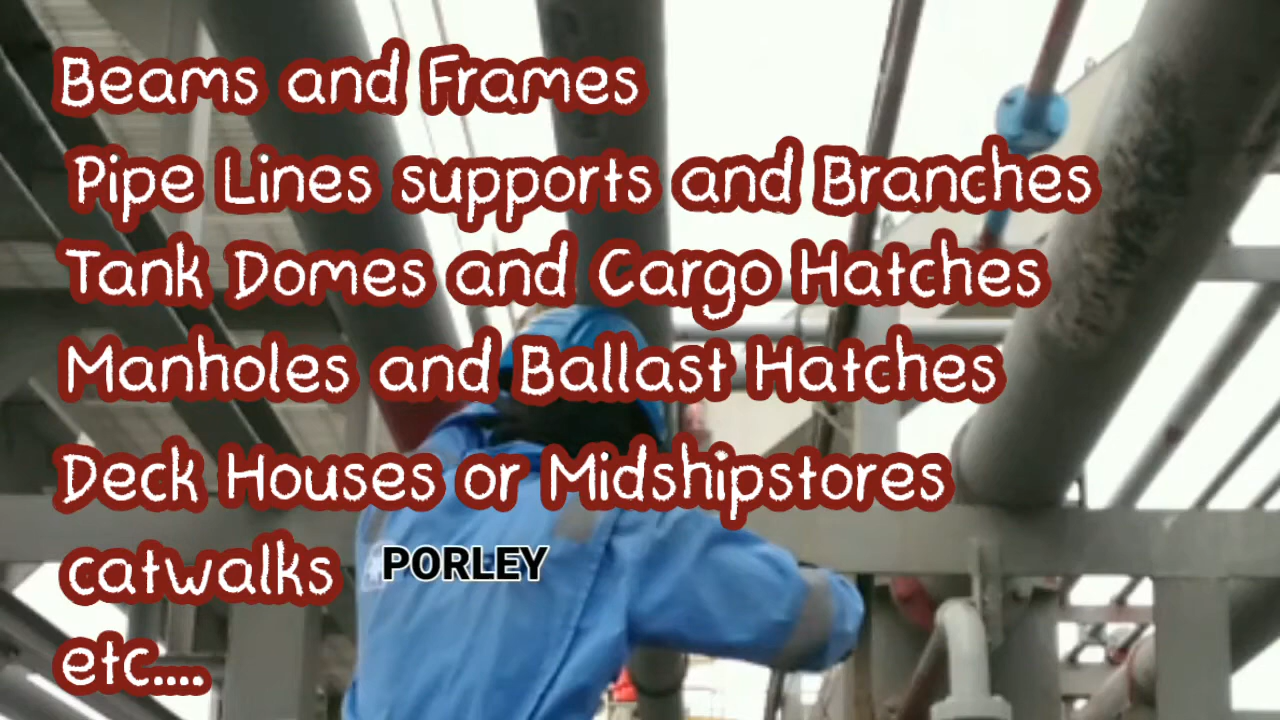 Beams and Frames
Pipe Lines supports and Branches
Tank Domes and Cargo Hatches
Manholes and Ballast Hatches
Deck Houses or Midshipstores
catwalks
PORLEY
etc....